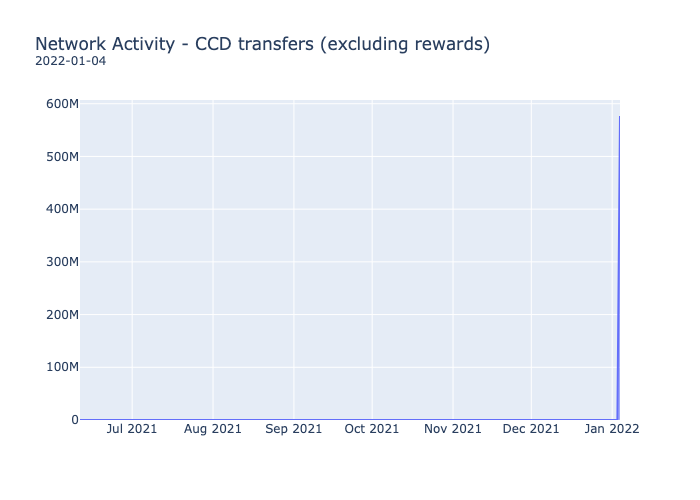 Network Activity - CCD transfers (excluding rewards)
2022-01-04
600M
500M
400M
300M
200M
100M
0
Jul 2021 Aug 2021 Sep 2021 Oct 2021 Nov 2021 Dec 2021 Jan 2022